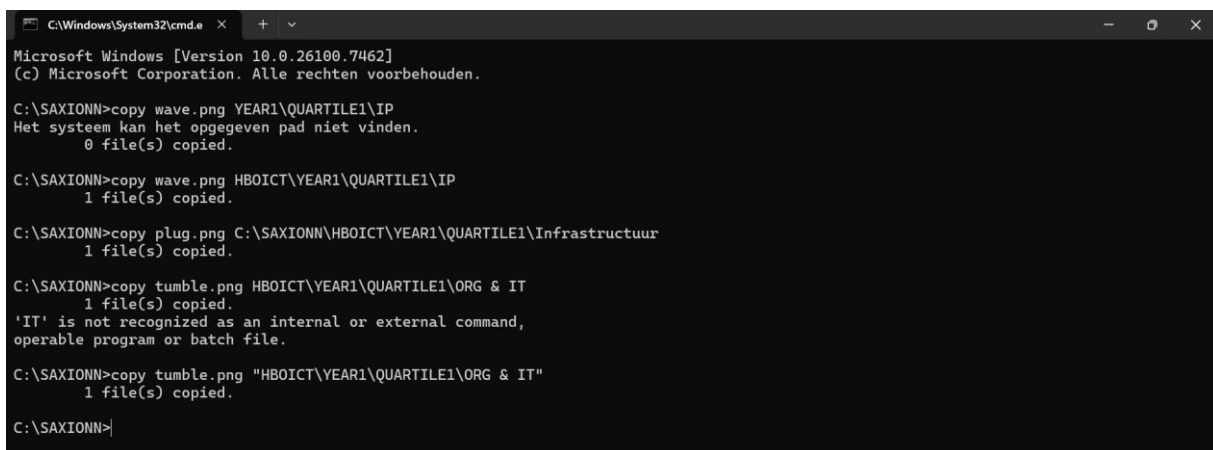 C:\Windows\System32\cmd.e
Microsoft Windows [Version 10.0.26100.7462]
(c) Microsoft Corporation. Alle rechten voorbehouden.
C:\SAXIONN>copy wave.png YEAR1\QUARTILE1\IP
Het systeem kan het opgegeven pad niet vinden.
0 file(s) copied.
C:\SAXIONN>copy wave.png HBOICT\YEAR1\QUARTILE1\IP
1 file(s) copied.
C:\SAXIONN>copy plug.png C:\SAXIONN\HBOICT\YEAR1\QUARTILE1\Infrastructuur
1 file(s) copied.
C:\SAXIONN>copy tumble.png HBOICT\YEAR1\QUARTILE1\ORG & IT
1 file(s) copied.
'IT' is not recognized as an internal or external command,
operable program or batch file.
C:\SAXIONN>copy tumble.png "HBOICT\YEAR1\QUARTILE1\ORG & IT"
1 file(s) copied.
C:\SAXIONN>